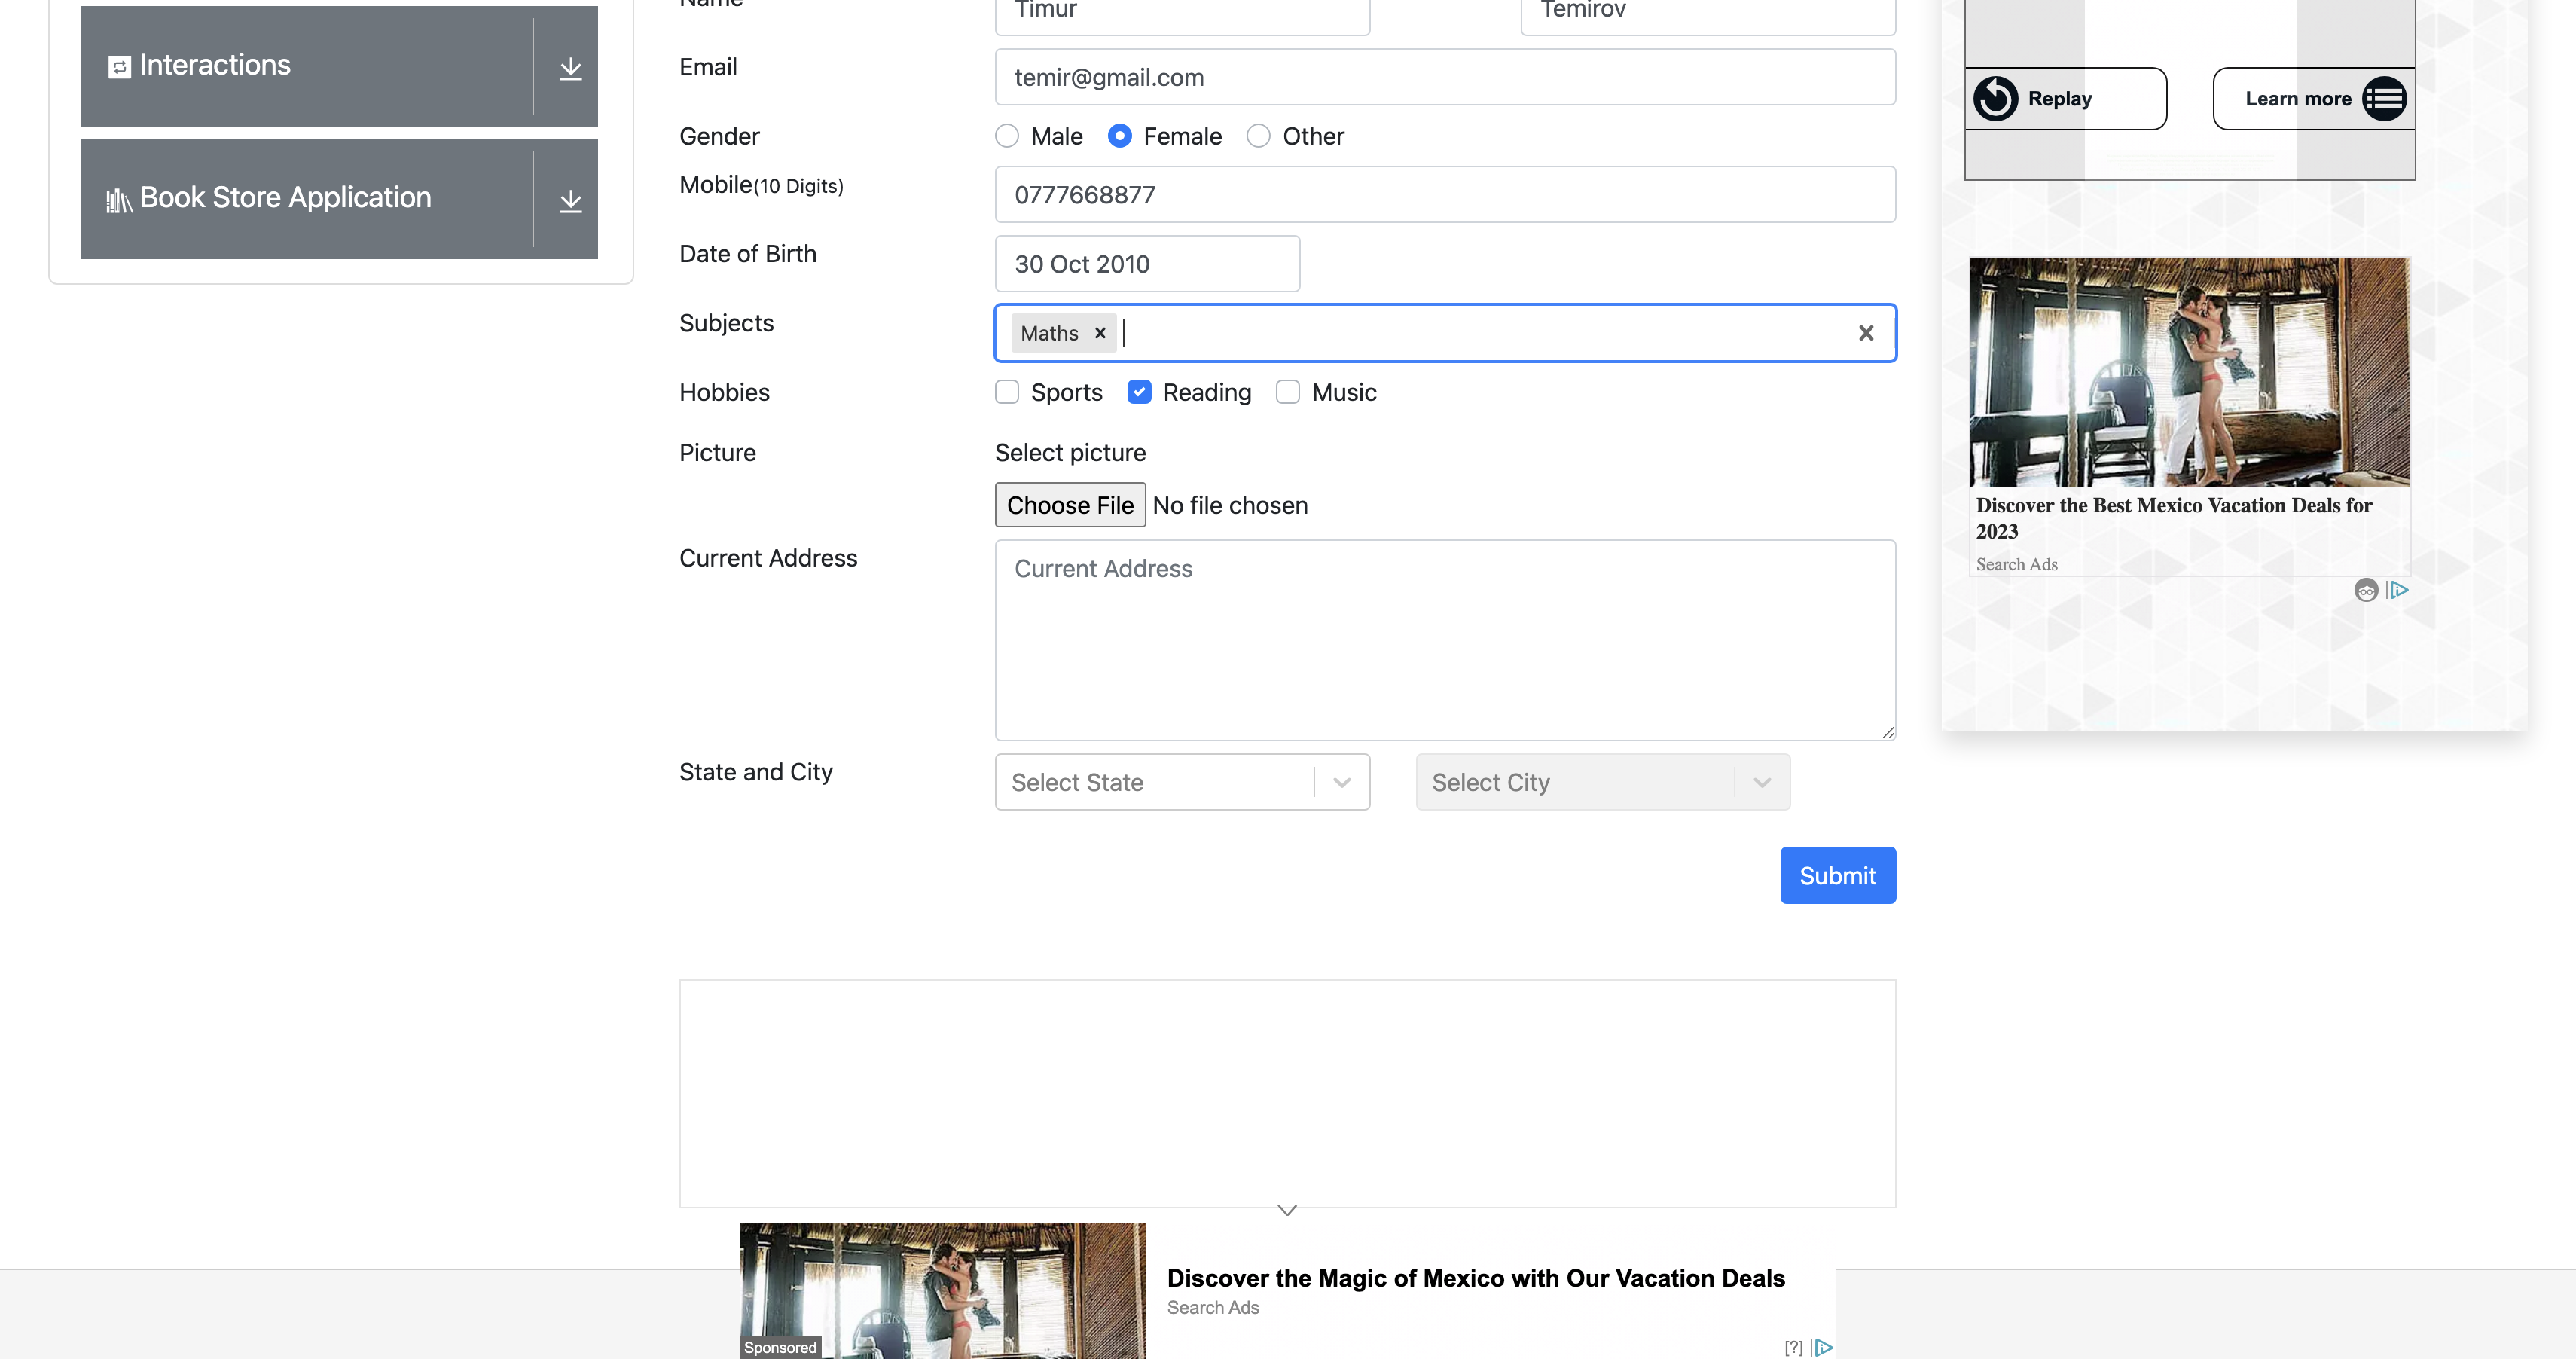 Name
Timur
Temirov
Interactions
Email
temir@gmail.com
Replay
Learn more
Gender
Male
Female
Other
Mobile(10 Digits)
0777668877
Book Store Application
Date of Birth
30 Oct 2010
Subjects
Maths
Hobbies
Sports
Reading
Music
Picture
Select picture
Choose File
No file chosen
Discover the Best Mexico Vacation Deals for
2023
Search Ads
Current Address
Current Address
State and City
Select State
Select City
Submit
Discover the Magic of Mexico with Our Vacation Deals
Search Ads
Sponsored
[?]